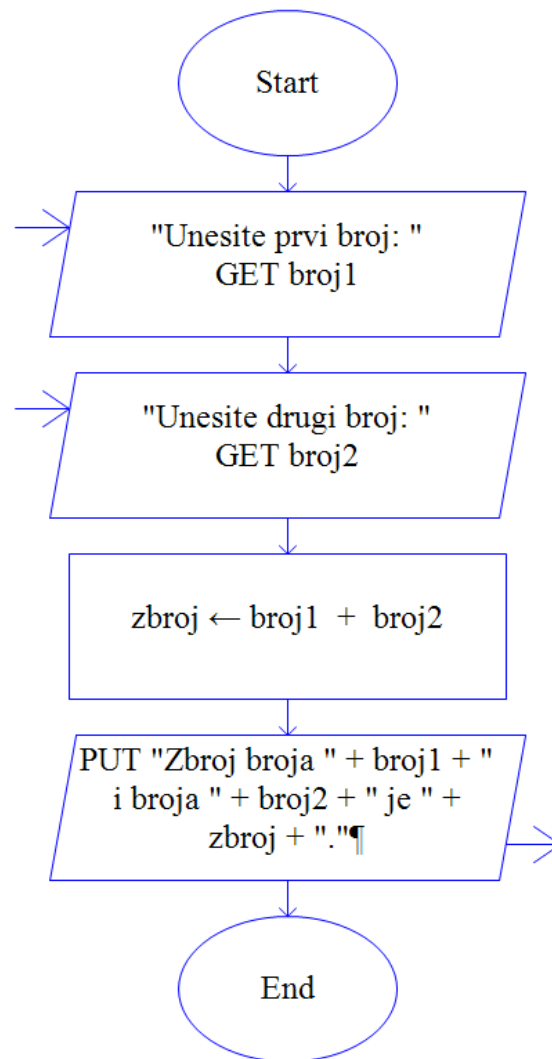 Start
"Unesite prvi broj: "
GET broj1
"Unesite drugi broj: "
GET broj2
zbroj ← broj1 + broj2
PUT "Zbroj broja " + broj1 + "
i broja " + broj2 + " je " +
zbroj + "."¶
End